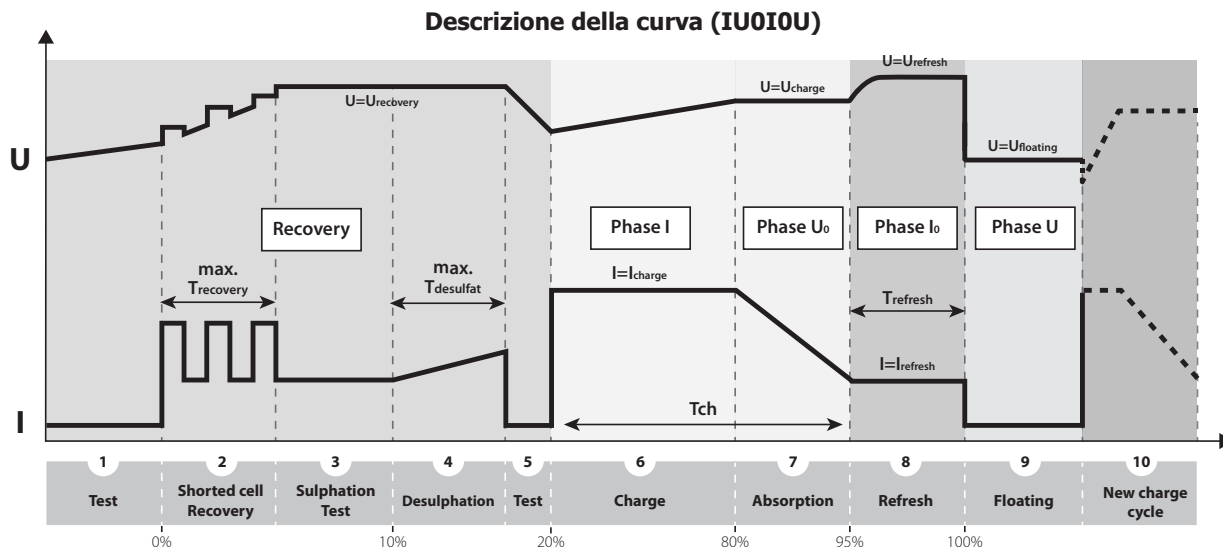 Descrizione della curva (IU0I0U)
U=Urecovery
U=Ucharge
U=Urefresh
U=Ufloating
U
Recovery
Phase I
Phase U0
Phase I0
Phase U
max.
Trecovery
max.
Tdesulfat
I=Icharge
Trefresh
I=Irefresh
Tch
I
1
2
3
4
5
6
7
8
9
10
Test
Shorted cell
Recovery
Sulphation
Test
Desulphation
Test
Charge
Absorption
Refresh
Floating
New charge
cycle
0%
10%
20%
80%
95%
100%